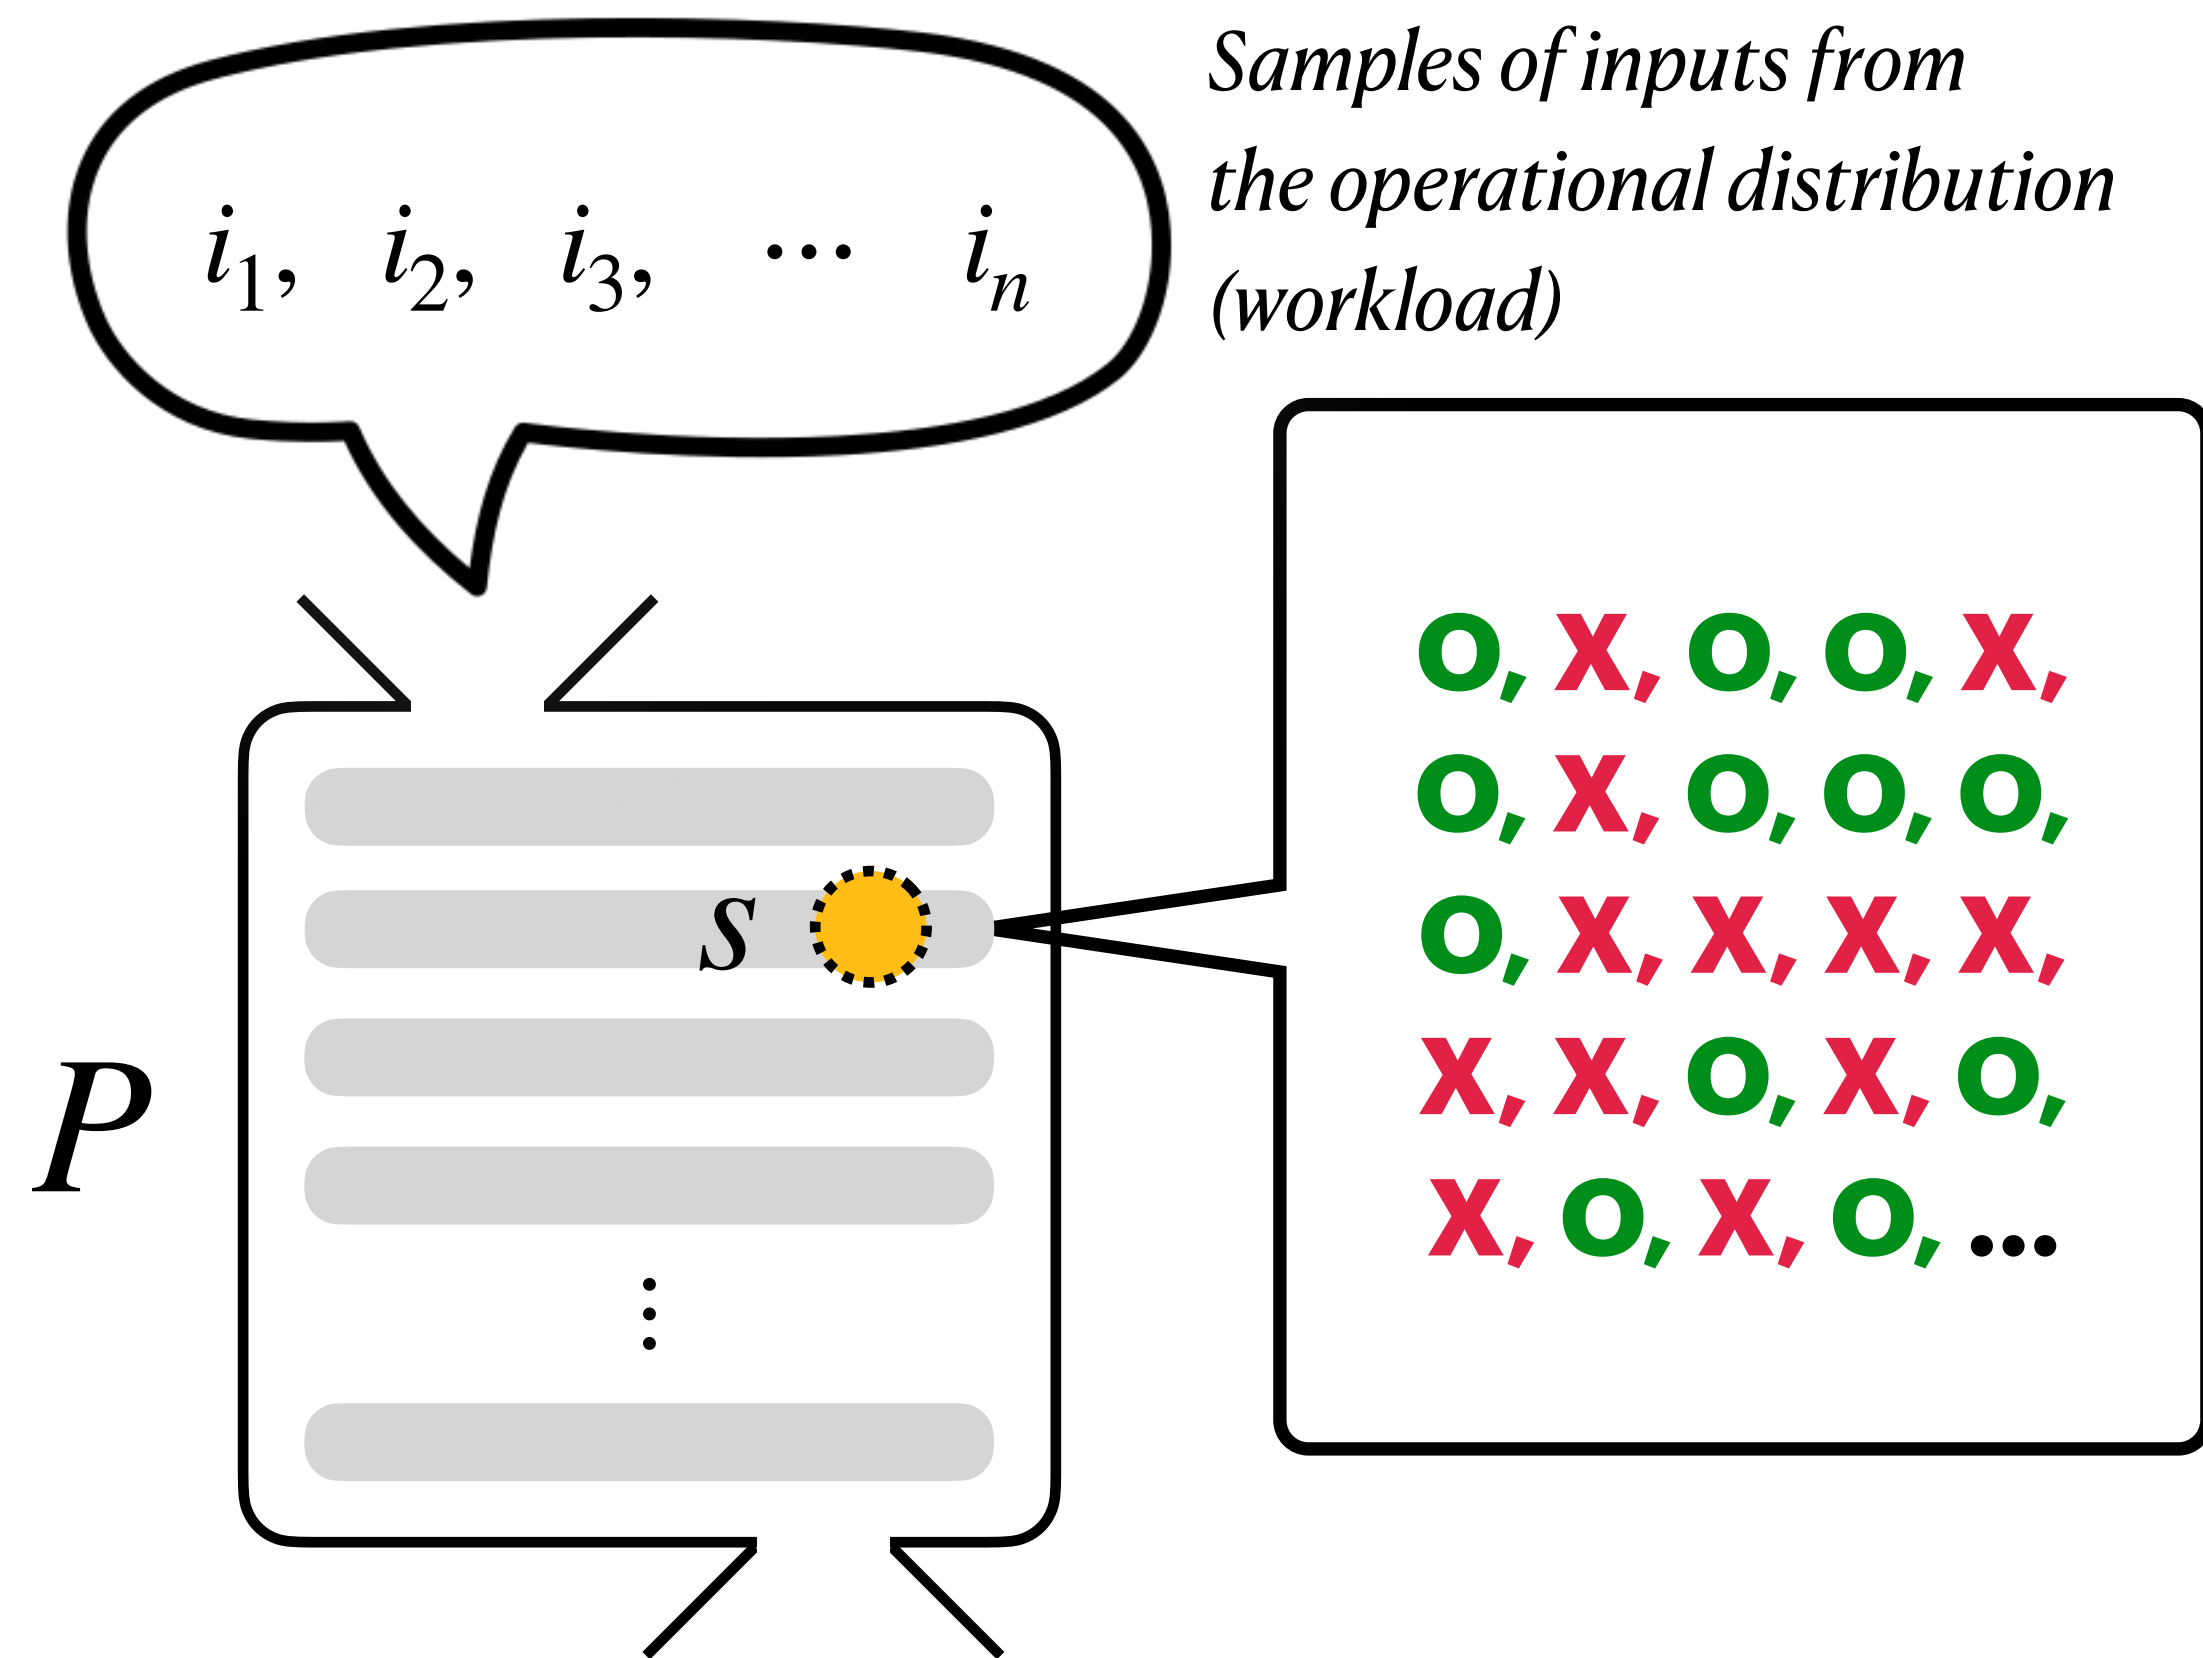 i1, i2, i3, ··· in
Samples of inputs from
the operational distribution
(workload)
O, X, O, O, X,
O, X, O, O, O,
O, X, X, X, X,
X, X, O, X, O,
X, O, X, O, ...
s
P